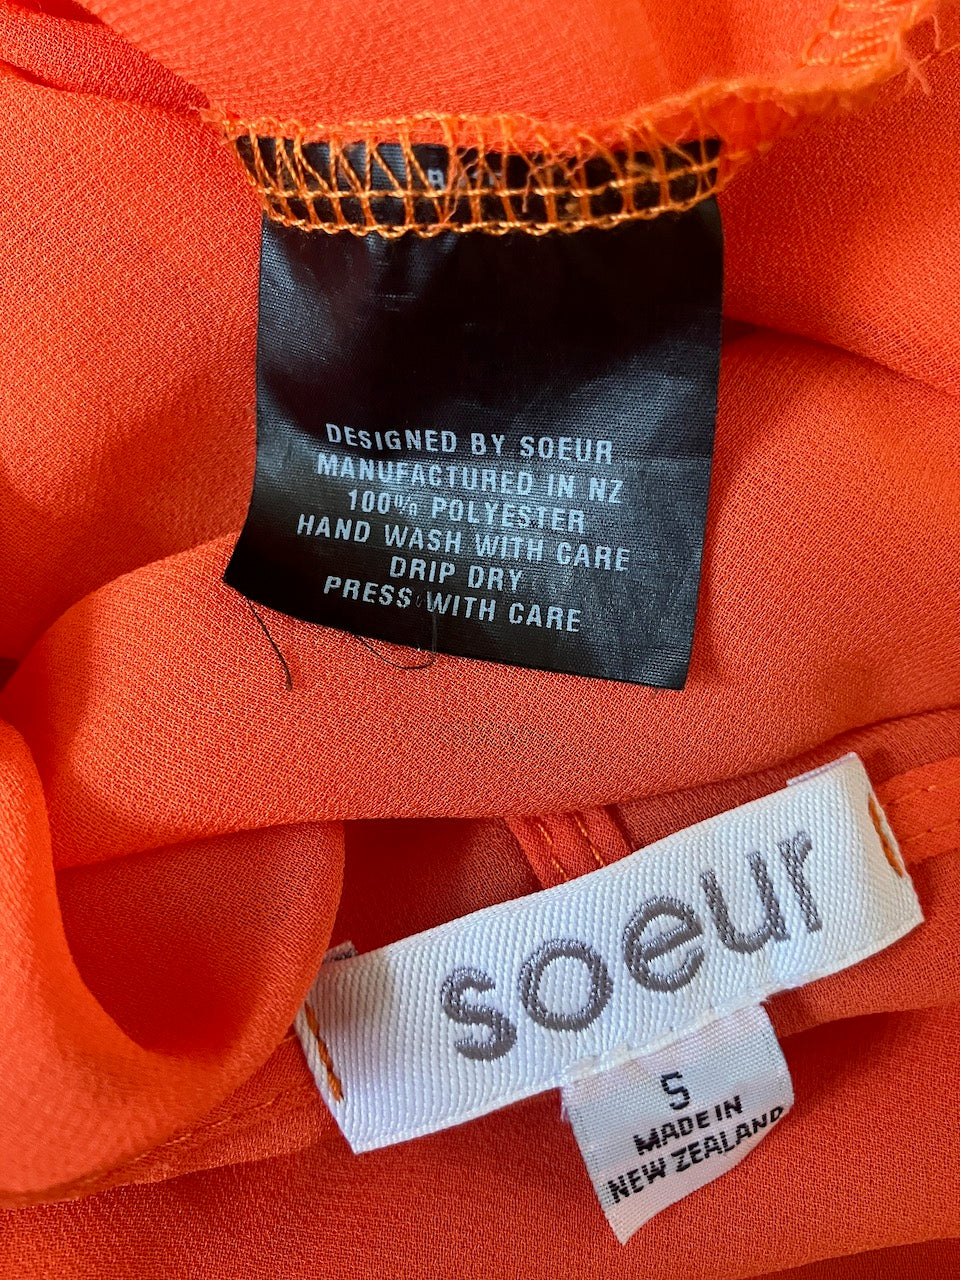 DESIGNED BY SOEUR
MANUFACTURED IN NZ
100% POLYESTER
HAND WASH WITH CARE
DRIP DRY
PRESS WITH CARE
soeur
S
MADE IN
NEW ZEALAND